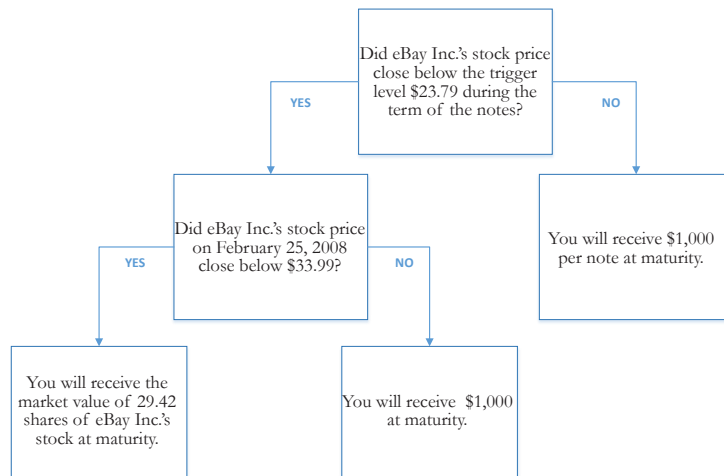 Did eBay Inc.'s stock price
close below the trigger
level $23.79 during the
term of the notes?
YES
NO
Did eBay Inc.'s stock price
on February 25, 2008
close below $33.99?
You will receive $1,000
per note at maturity.
YES
NO
You will receive the
market value of 29.42
shares of eBay Inc.'s
stock at maturity.
You will receive $1,000
at maturity.